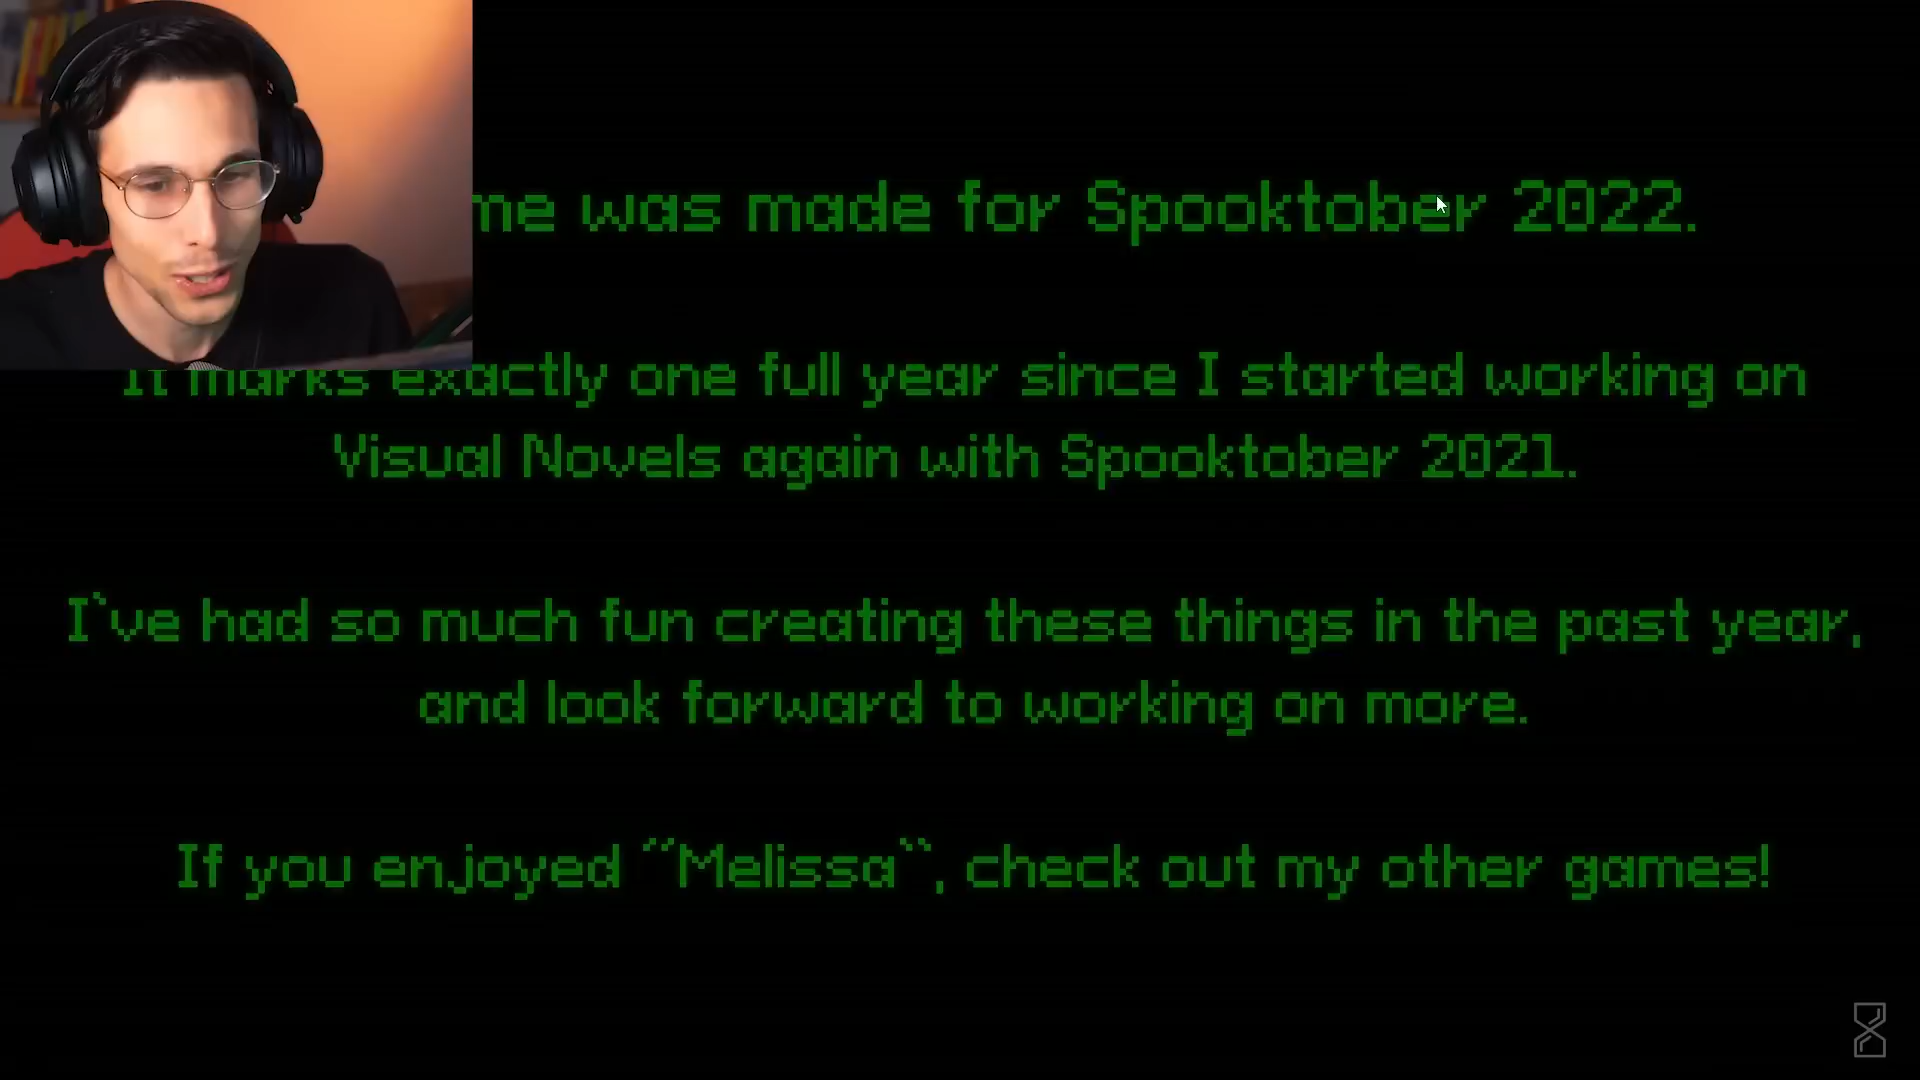 me was made for Spooktober 2022.
It marks exactly one full year since I started working on
Visual Novels again with Spooktober 2021.
I`ve had so much fun creating these things in the past year,
and look forward to working on more.
If you enjoyed ´´Melissa``, check out my other games!